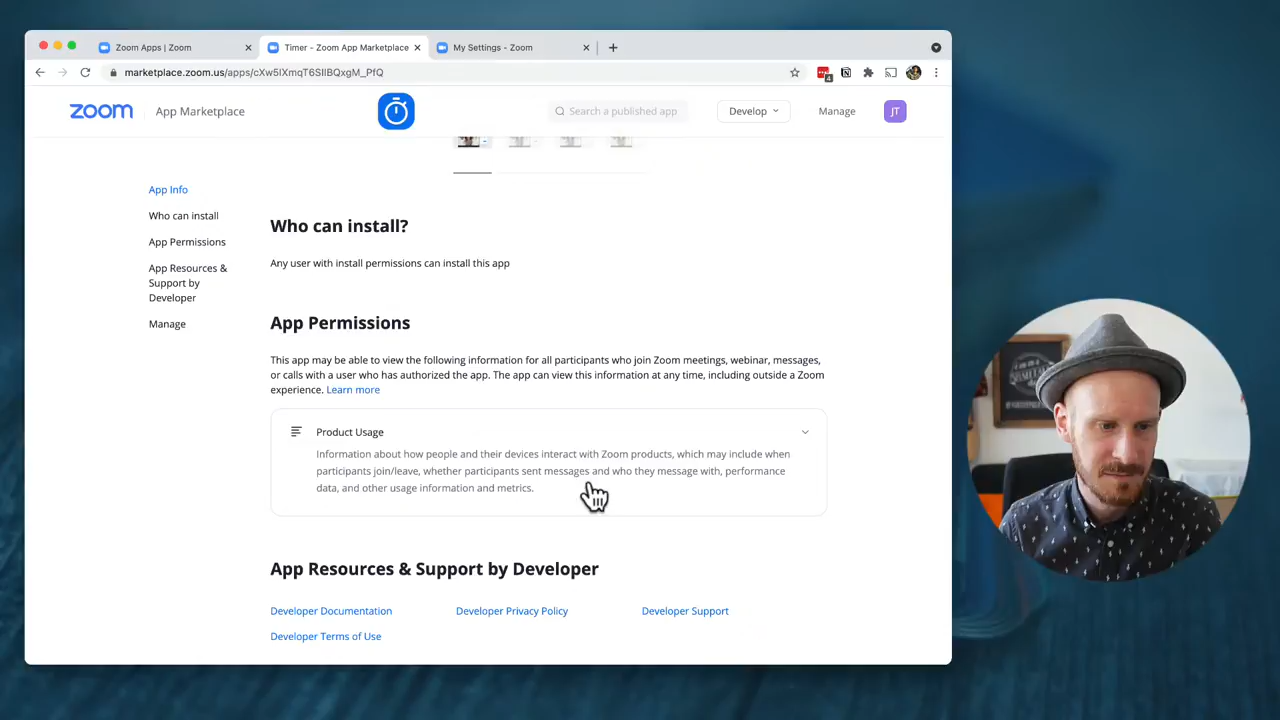 Zoom Apps | Zoom
Timer - Zoom App Marketplace
My Settings - Zoom
4
zoom
App Marketplace
Search a published app
Develop
Manage
JT
App Info
Who can install
App Permissions
App Resources &
Support by
Developer
Manage
Who can install?
Any user with install permissions can install this app
App Permissions
This app may be able to view the following information for all participants who join Zoom meetings, webinar, messages,
or calls with a user who has authorized the app. The app can view this information at any time, including outside a Zoom
experience. Learn more
Product Usage
Information about how people and their devices interact with Zoom products, which may include when
participants join/leave, whether participants sent messages and who they message with, performance
data, and other usage information and metrics.
App Resources & Support by Developer
Developer Documentation
Developer Privacy Policy
Developer Support
Developer Terms of Use